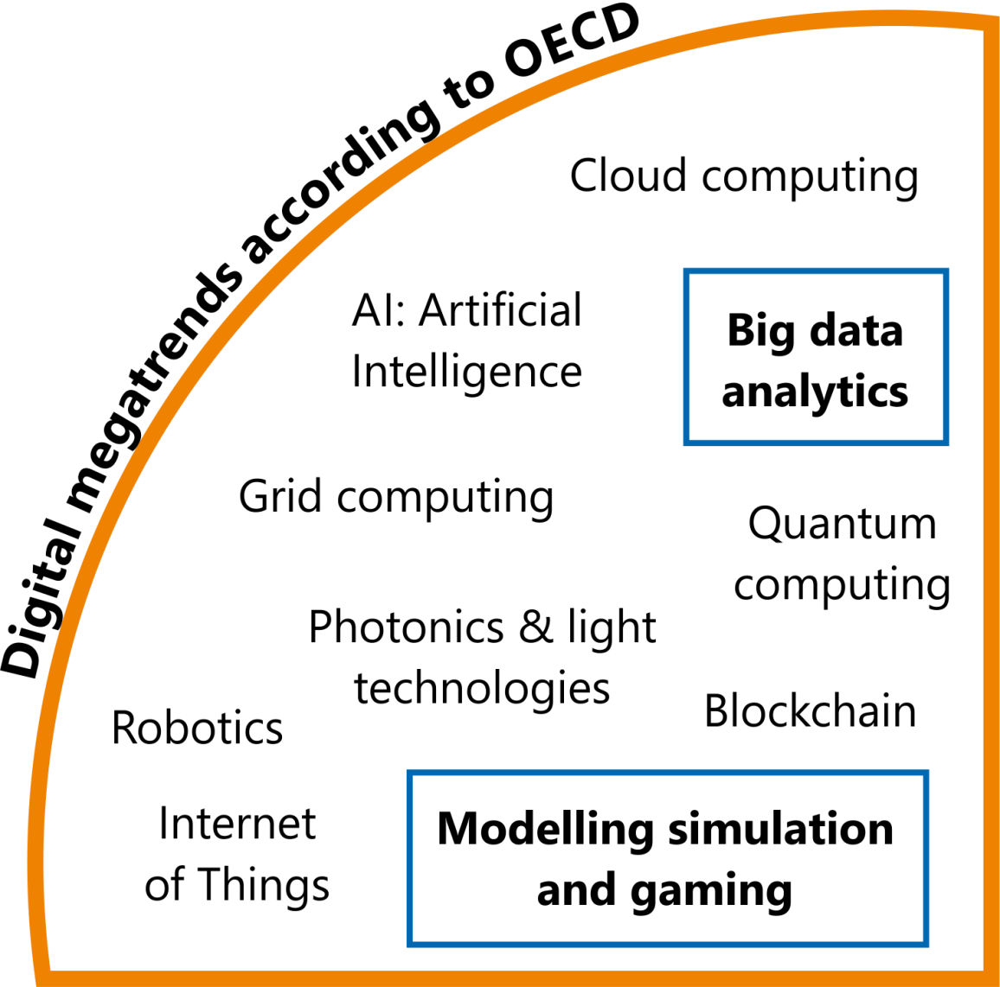 Digital megatrends according to OECD
Cloud computing
AI: Artificial
Intelligence
Big data
analytics
Grid computing
Quantum
computing
Photonics & light
technologies
Robotics
Blockchain
Internet
of Things
Modelling simulation
and gaming